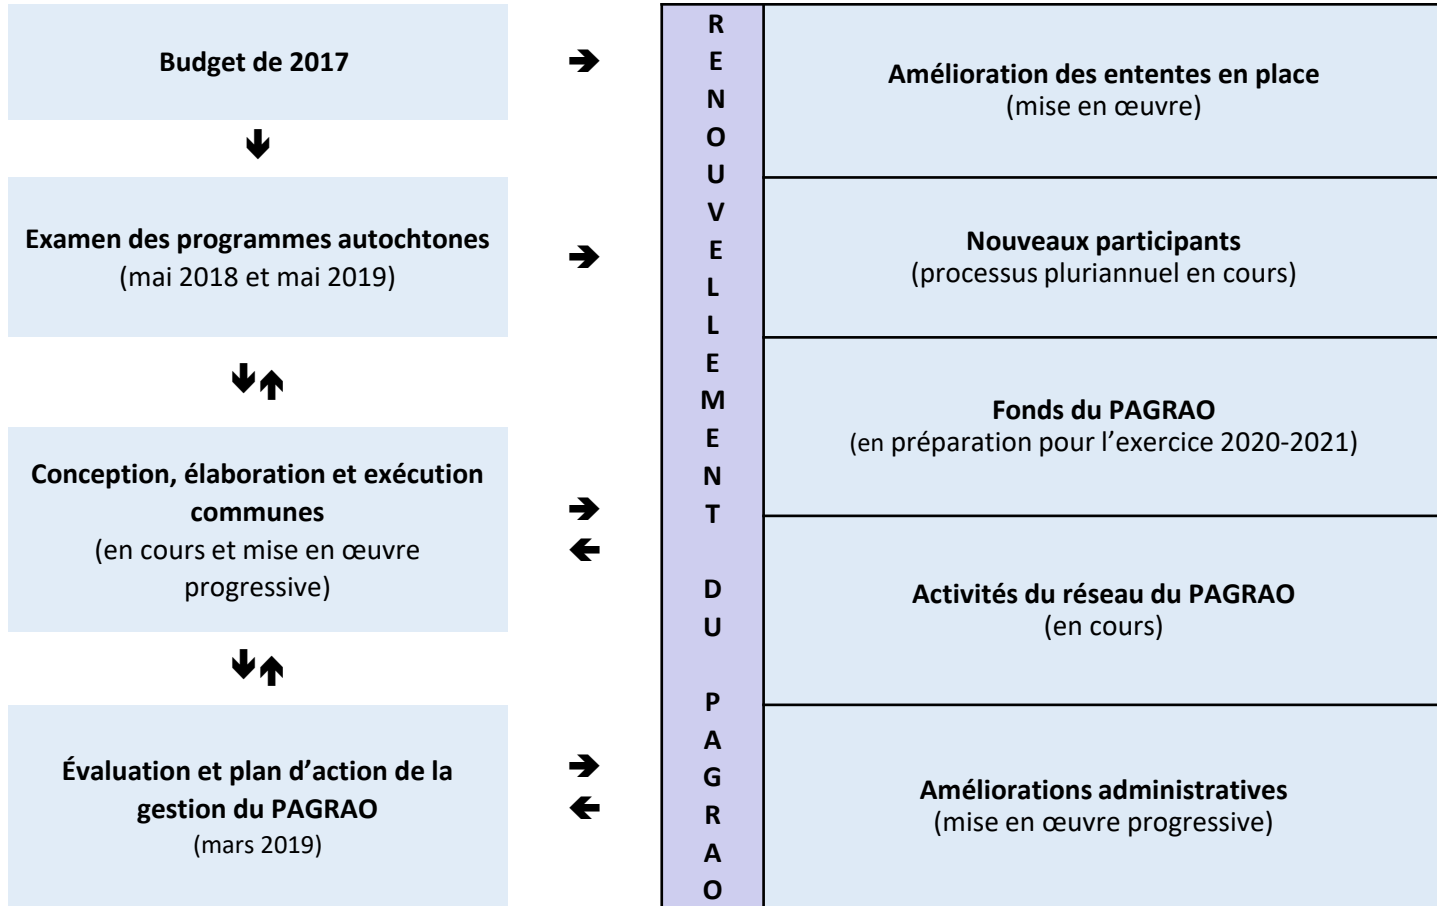 Budget de 2017
Examen des programmes autochtones
(mai 2018 et mai 2019)
Conception, élaboration et exécution
communes
(en cours et mise en œuvre
progressive)
Évaluation et plan d’action de la
gestion du PAGRAO
(mars 2019)
RENOUVELLEMENT DU PAGRAO
Amélioration des ententes en place
(mise en œuvre)
Nouveaux participants
(processus pluriannuel en cours)
Fonds du PAGRAO
(en préparation pour l’exercice 2020-2021)
Activités du réseau du PAGRAO
(en cours)
Améliorations administratives
(mise en œuvre progressive)